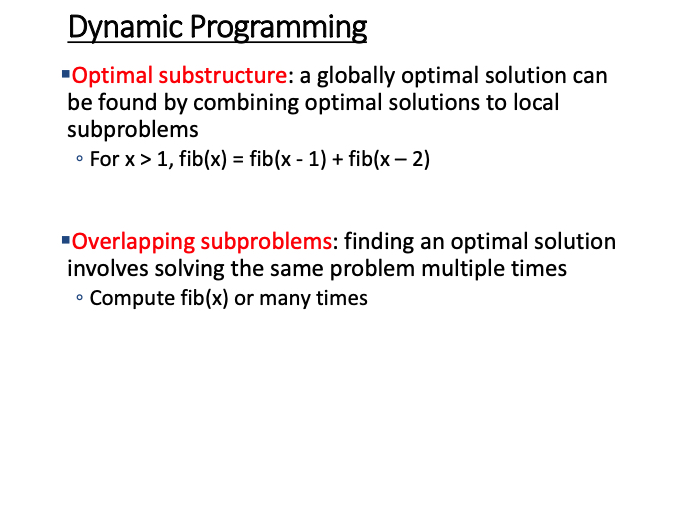 Dynamic Programming
▪Optimal substructure: a globally optimal solution can
be found by combining optimal solutions to local
subproblems
◦ For x > 1, fib(x) = fib(x - 1) + fib(x – 2)
▪Overlapping subproblems: finding an optimal solution
involves solving the same problem multiple times
◦ Compute fib(x) or many times